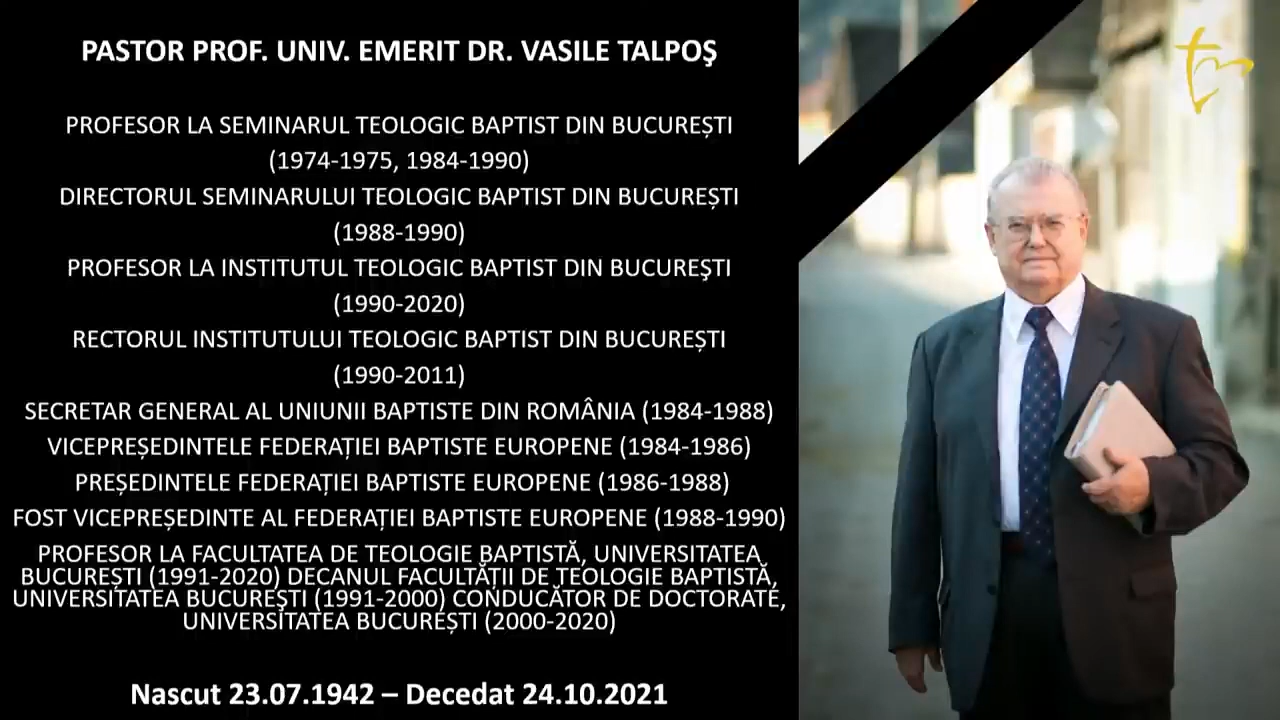 PASTOR PROF. UNIV. EMERIT DR. VASILE TALPOŞ
PROFESOR LA SEMINARUL TEOLOGIC BAPTIST DIN BUCUREȘTI
(1974-1975, 1984-1990)
DIRECTORUL SEMINARULUI TEOLOGIC BAPTIST DIN BUCUREȘTI
(1988-1990)
PROFESOR LA INSTITUTUL TEOLOGIC BAPTIST DIN BUCUREŞTI
(1990-2020)
RECTORUL INSTITUTULUI TEOLOGIC BAPTIST DIN BUCUREȘTI
(1990-2011)
SECRETAR GENERAL AL UNIUNII BAPTISTE DIN ROMÂNIA (1984-1988)
VICEPREȘEDINTELE FEDERAȚIEI BAPTISTE EUROPENE (1984-1986)
PREȘEDINTELE FEDERAȚIEI BAPTISTE EUROPENE (1986-1988)
FOST VICEPREȘEDINTE AL FEDERAȚIEI BAPTISTE EUROPENE (1988-1990)
PROFESOR LA FACULTATEA DE TEOLOGIE BAPTISTĂ, UNIVERSITATEA
BUCUREȘTI (1991-2020) DECANUL FACULTĂȚII DE TEOLOGIE BAPTISTĂ,
UNIVERSITATEA BUCUREŞTI (1991-2000) CONDUCĂTOR DE DOCTORATE,
UNIVERSITATEA BUCUREȘTI (2000-2020)
Nascut 23.07.1942 – Decedat 24.10.2021